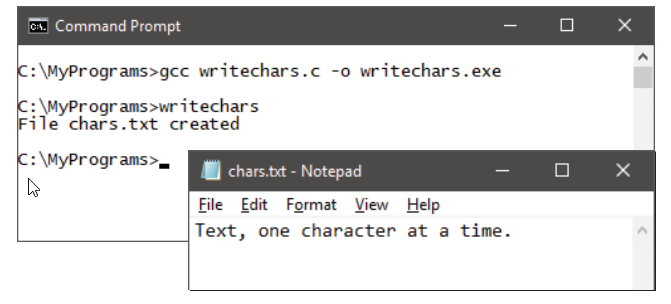 Command Prompt
C:\MyPrograms>gcc writechars.c -o writechars.exe
C:\MyPrograms>writechars
File chars.txt created
C:\MyPrograms>
chars.txt - Notepad
File Edit Format View Help
Text, one character at a time.